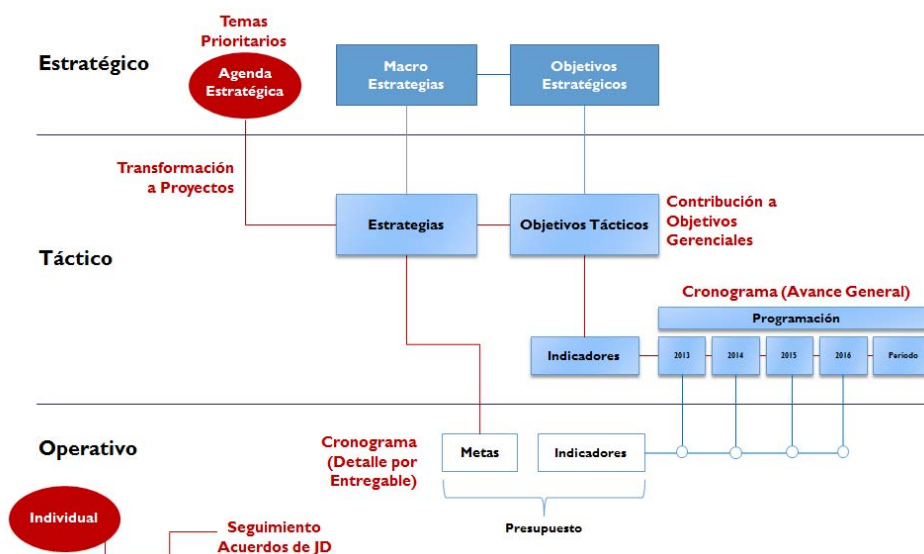 Temas
Prioritarios
Estratégico
Agenda
Estratégica
Macro
Estrategias
Objetivos
Estratégicos
Transformación
a Proyectos
Estrategias
Objetivos Tácticos
Contribución a
Objetivos
Gerenciales
Táctico
Cronograma (Avance General)
Programación
Indicadores
2013
2014
2015
2016
Periodo
Operativo
Cronograma
(Detalle por
Entregable)
Metas
Indicadores
Presupuesto
Individual
Seguimiento
Acuerdos de JD